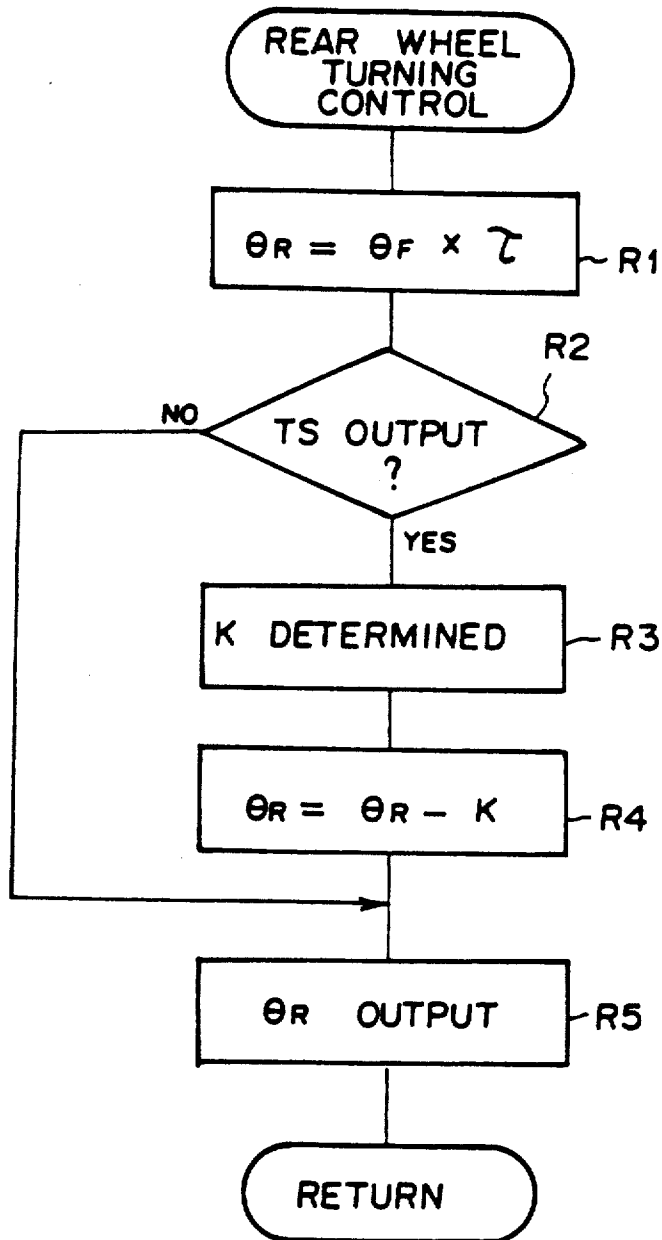 REAR WHEEL
TURNING
CONTROL
θR = θF × τ
R1
R2
NO
TS OUTPUT
?
YES
K DETERMINED
R3
θR = θR − K
R4
θR OUTPUT
R5
RETURN